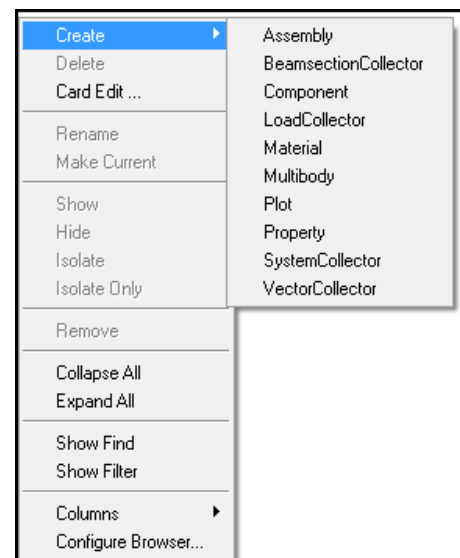 Create
Delete
Card Edit ...
Rename
Make Current
Show
Hide
Isolate
Isolate Only
Remove
Collapse All
Expand All
Show Find
Show Filter
Columns
Configure Browser...
Assembly
BeamsectionCollector
Component
LoadCollector
Material
Multibody
Plot
Property
SystemCollector
VectorCollector